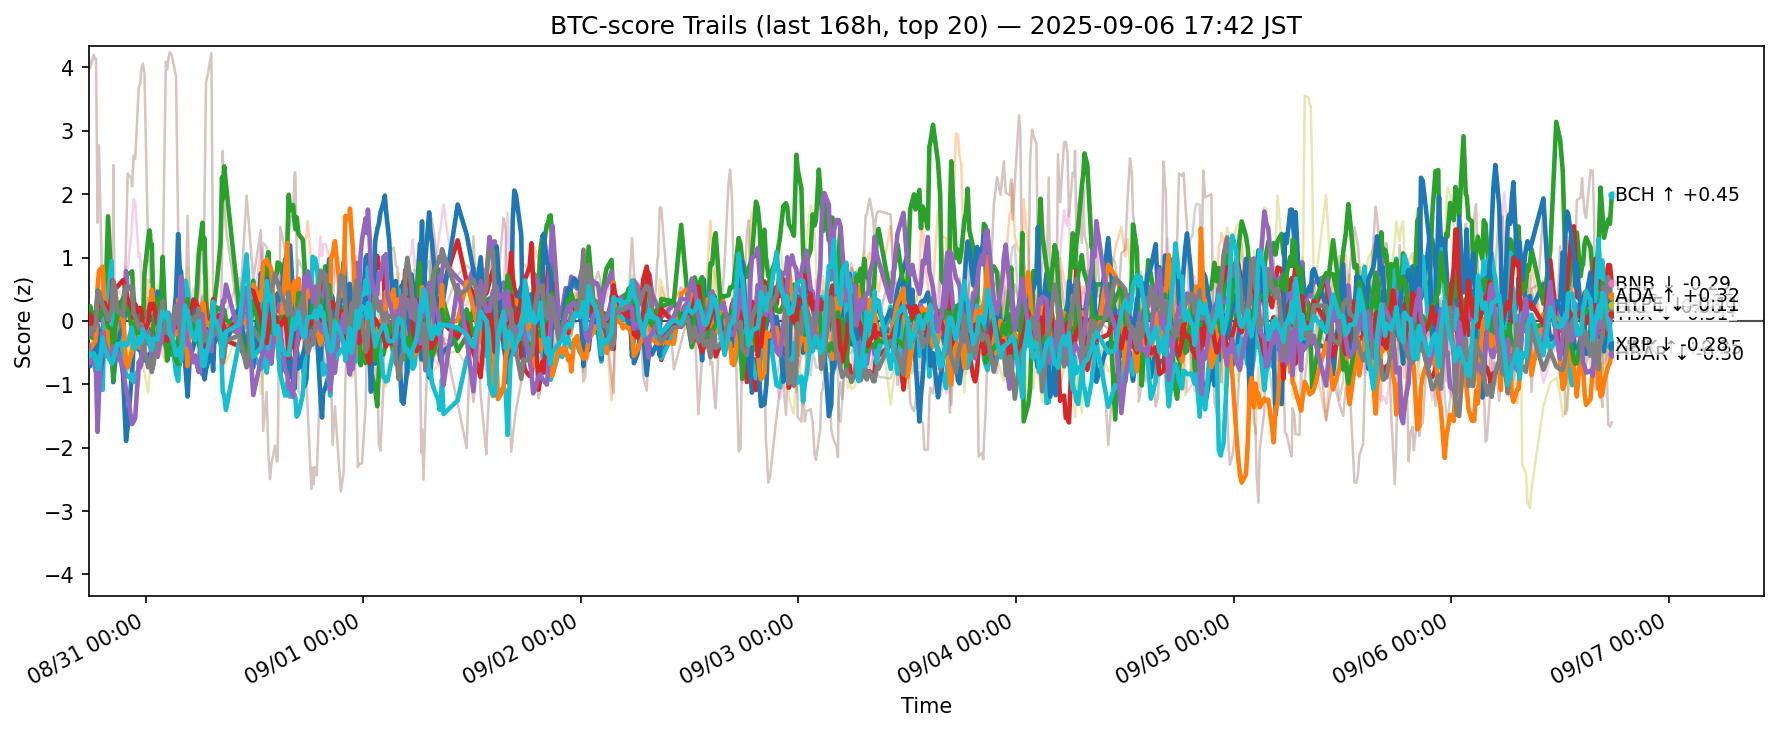 BTC-score Trails (last 168h, top 20) — 2025-09-06 17:42 JST
Score (z)
4
3
2
1
0
−1
−2
−3
−4
BCH ↑ +0.45
BNB ↓ -0.29
ADA ↑ +0.32
XRP ↓ -0.28
HBAR ↓ -0.30
08/31 00:00
09/01 00:00
09/02 00:00
09/03 00:00
09/04 00:00
09/05 00:00
09/06 00:00
09/07 00:00
Time